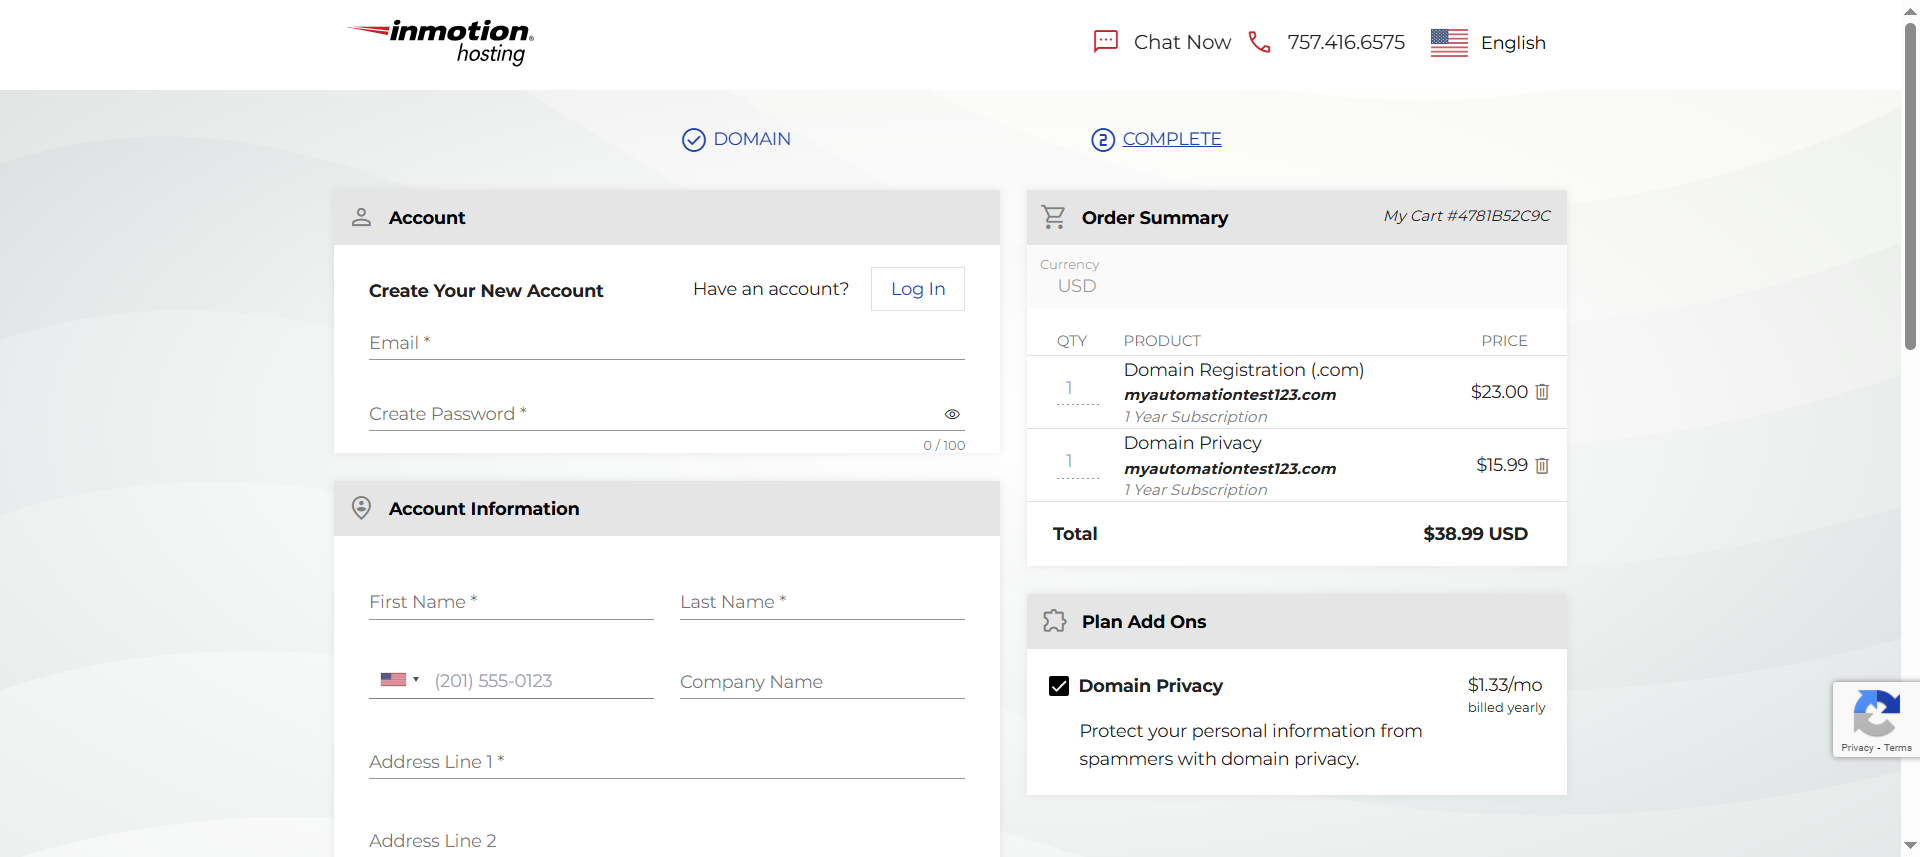 inmotion
hosting
Chat Now
757.416.6575
English
DOMAIN
2 COMPLETE
Account
Create Your New Account
Have an account?
Log In
Email *
Create Password *
0 / 100
Account Information
First Name *
Last Name *
(201) 555-0123
Company Name
Address Line 1 *
Address Line 2
Order Summary
My Cart #4781B52C9C
Currency
USD
QTY PRODUCT PRICE
1
Domain Registration (.com)
myautomationtest123.com
1 Year Subscription
$23.00
1
Domain Privacy
myautomationtest123.com
1 Year Subscription
$15.99
Total $38.99 USD
Plan Add Ons
Domain Privacy
$1.33/mo
billed yearly
Protect your personal information from
spammers with domain privacy.
Privacy - Terms